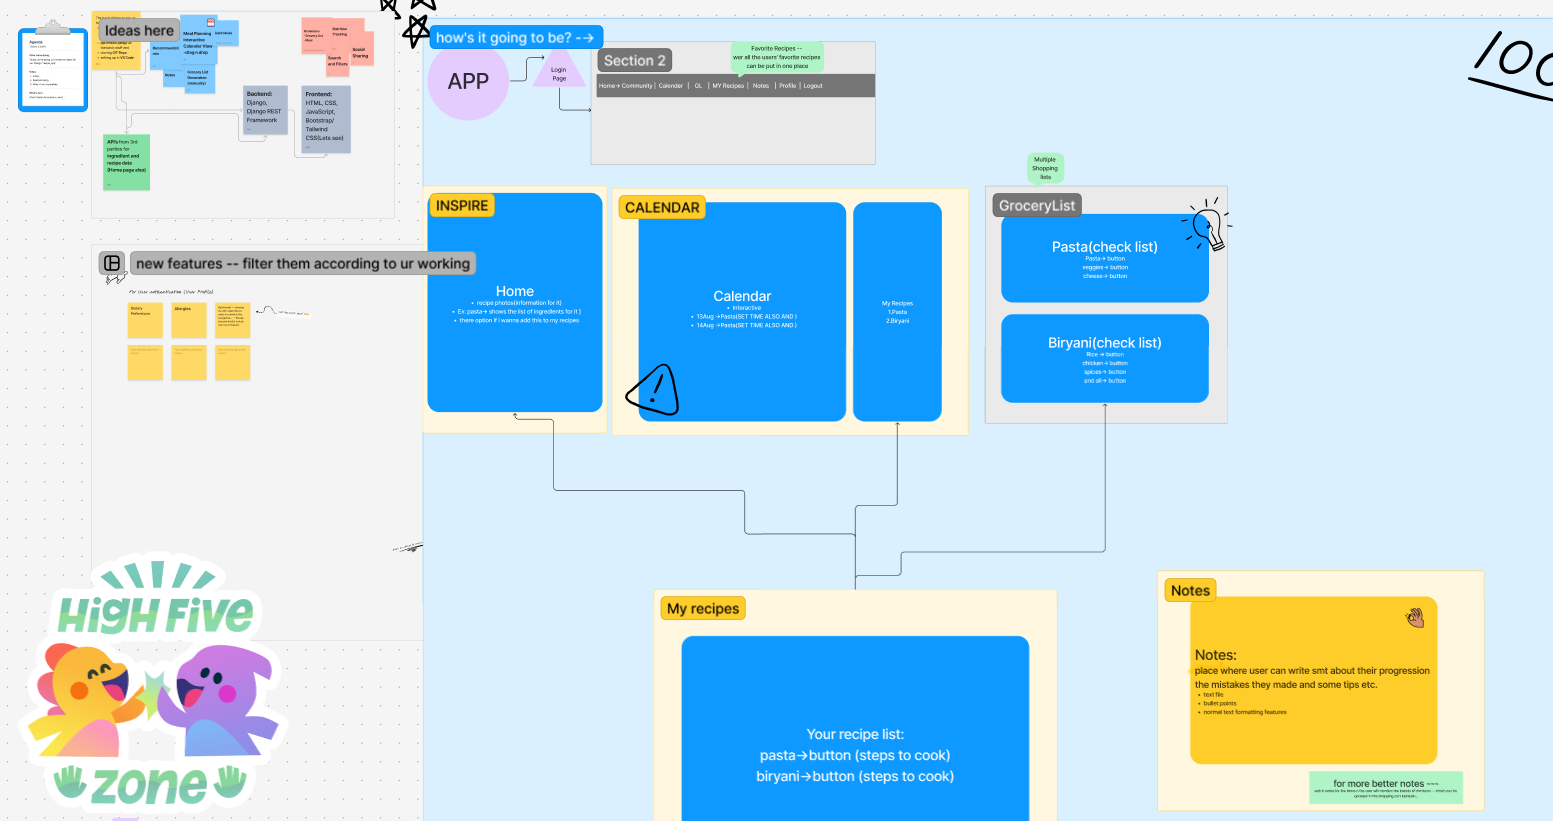 Ideas here
Agenda
Meal Planning
Interactive
Calendar View
-drag n drop
Dark Mode
Notes
Grocery List
Generator
(manually)
Nutrition
Tracking
Social
Sharing
Search
and Filters
Backend:
Django,
Django REST
Framework
Frontend:
HTML, CSS,
JavaScript,
Bootstrap/
Tailwind
CSS(Lets see)
APIs from 3rd
parties for
ingredient and
recipe data
(Home page also)
new features -- filter them according to ur working
For User authentication (User Profile)
Dietary
Preferences
Allergies
HIGH FIVE
ZONE
how's it going to be? -->
APP
Login
Page
Section 2
Favorite Recipes --
wer all the users' favorite recipes
can be put in one place
Home→ Community | Calender | GL | MY Recipes | Notes | Profile | Logout
100
INSPIRE
Home
• recipe photos(information for it)
• Ex: pasta→ shows the list of ingredients for it ]
• there option if i wanna add this to my recipes
CALENDAR
Calendar
• Interactive
• 13Aug →Pasta(SET TIME ALSO AND )
• 14Aug →Pasta(SET TIME ALSO AND )
My Recipes
1.Pasta
2.Biryani
Multiple
Shopping
lists
GroceryList
Pasta(check list)
Pasta→ button
veggies→ button
cheese→ button
Biryani(check list)
Rice → button
chicken→ button
spices→ button
and all→ button
My recipes
Your recipe list:
pasta→button (steps to cook)
biryani→button (steps to cook)
Notes
Notes:
place where user can write smt about their progression
the mistakes they made and some tips etc.
• text file
• bullet points
• normal text formatting features
for more better notes ~~~~